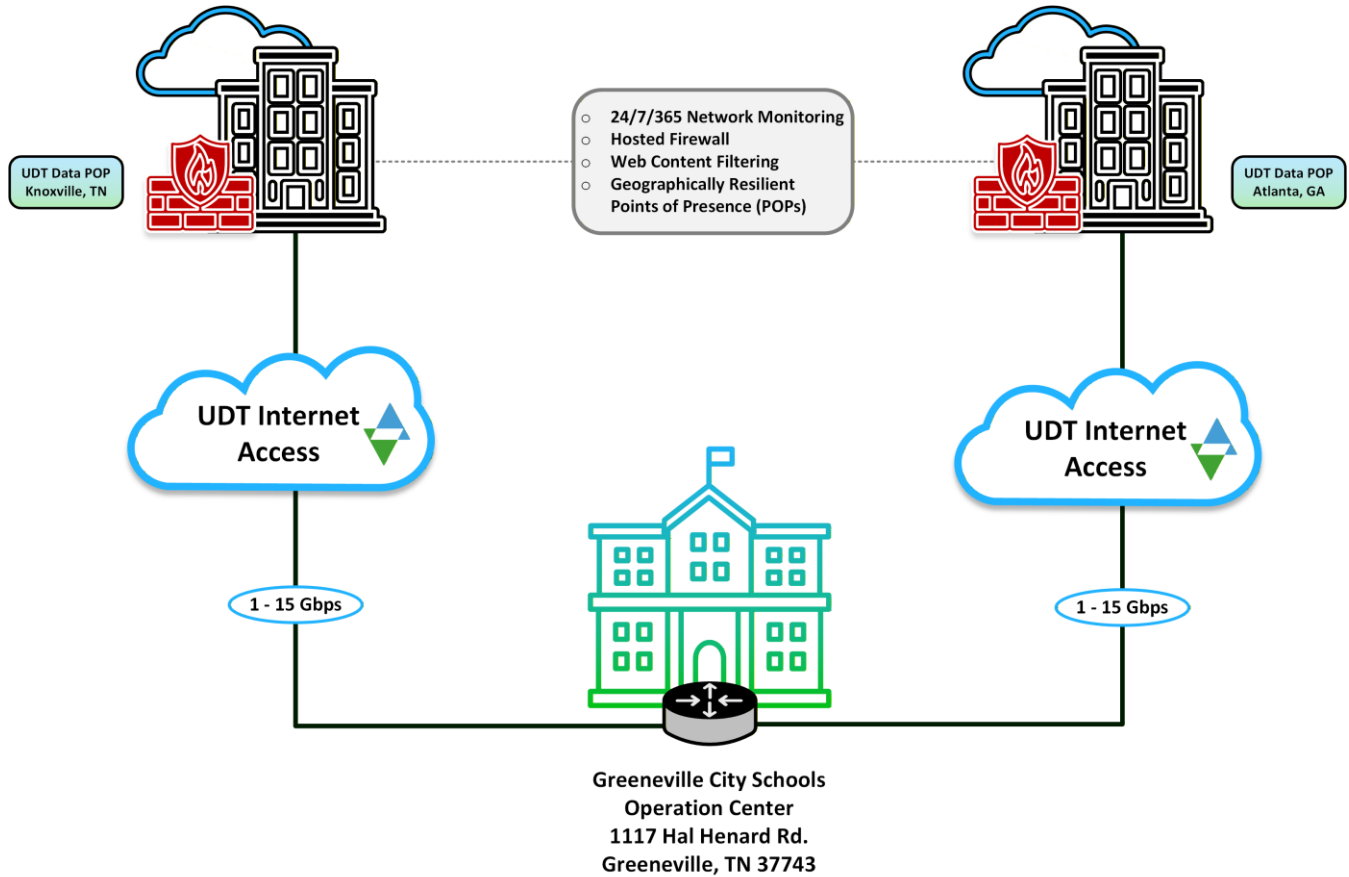 24/7/365 Network Monitoring
Hosted Firewall
Web Content Filtering
Geographically Resilient
Points of Presence (POPs)
UDT Data POP
Knoxville, TN
UDT Data POP
Atlanta, GA
UDT Internet
Access
UDT Internet
Access
1 - 15 Gbps
1 - 15 Gbps
Greeneville City Schools
Operation Center
1117 Hal Henard Rd.
Greeneville, TN 37743